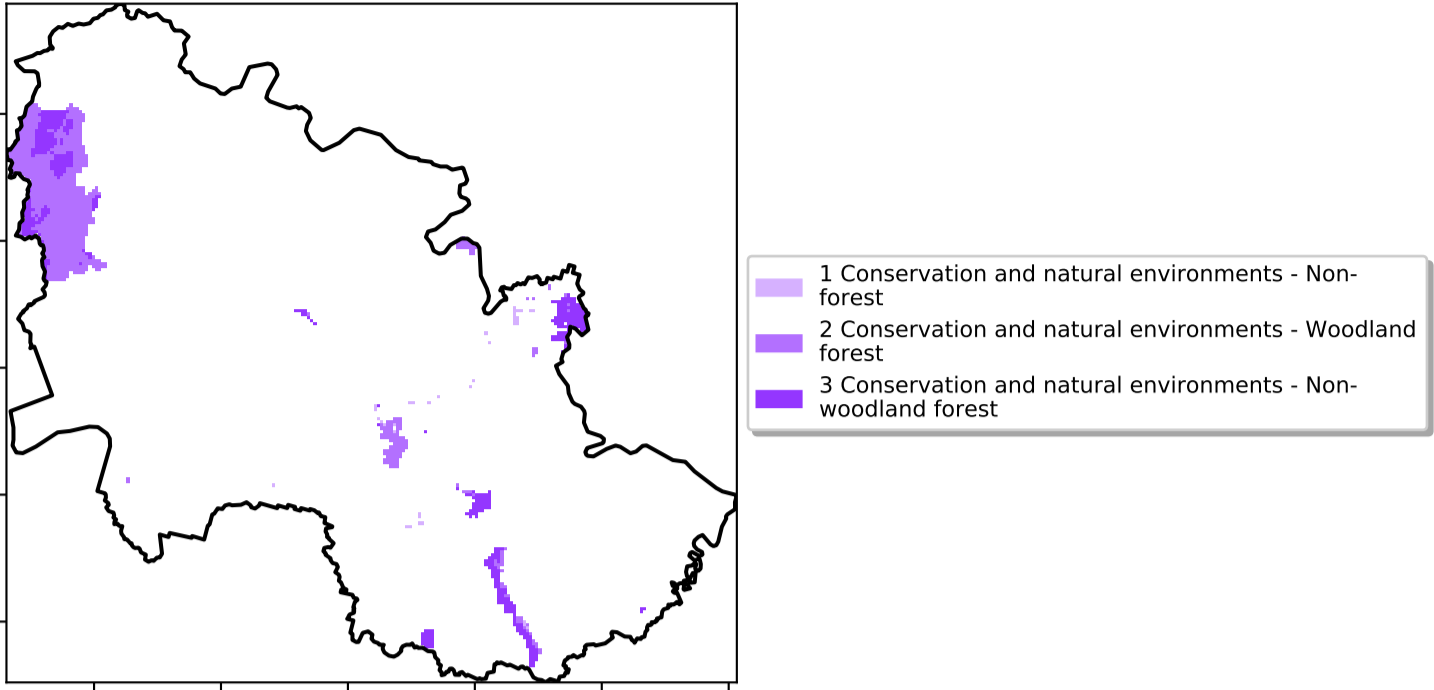 1 Conservation and natural environments - Non-
forest
2 Conservation and natural environments - Woodland
forest
3 Conservation and natural environments - Non-
woodland forest